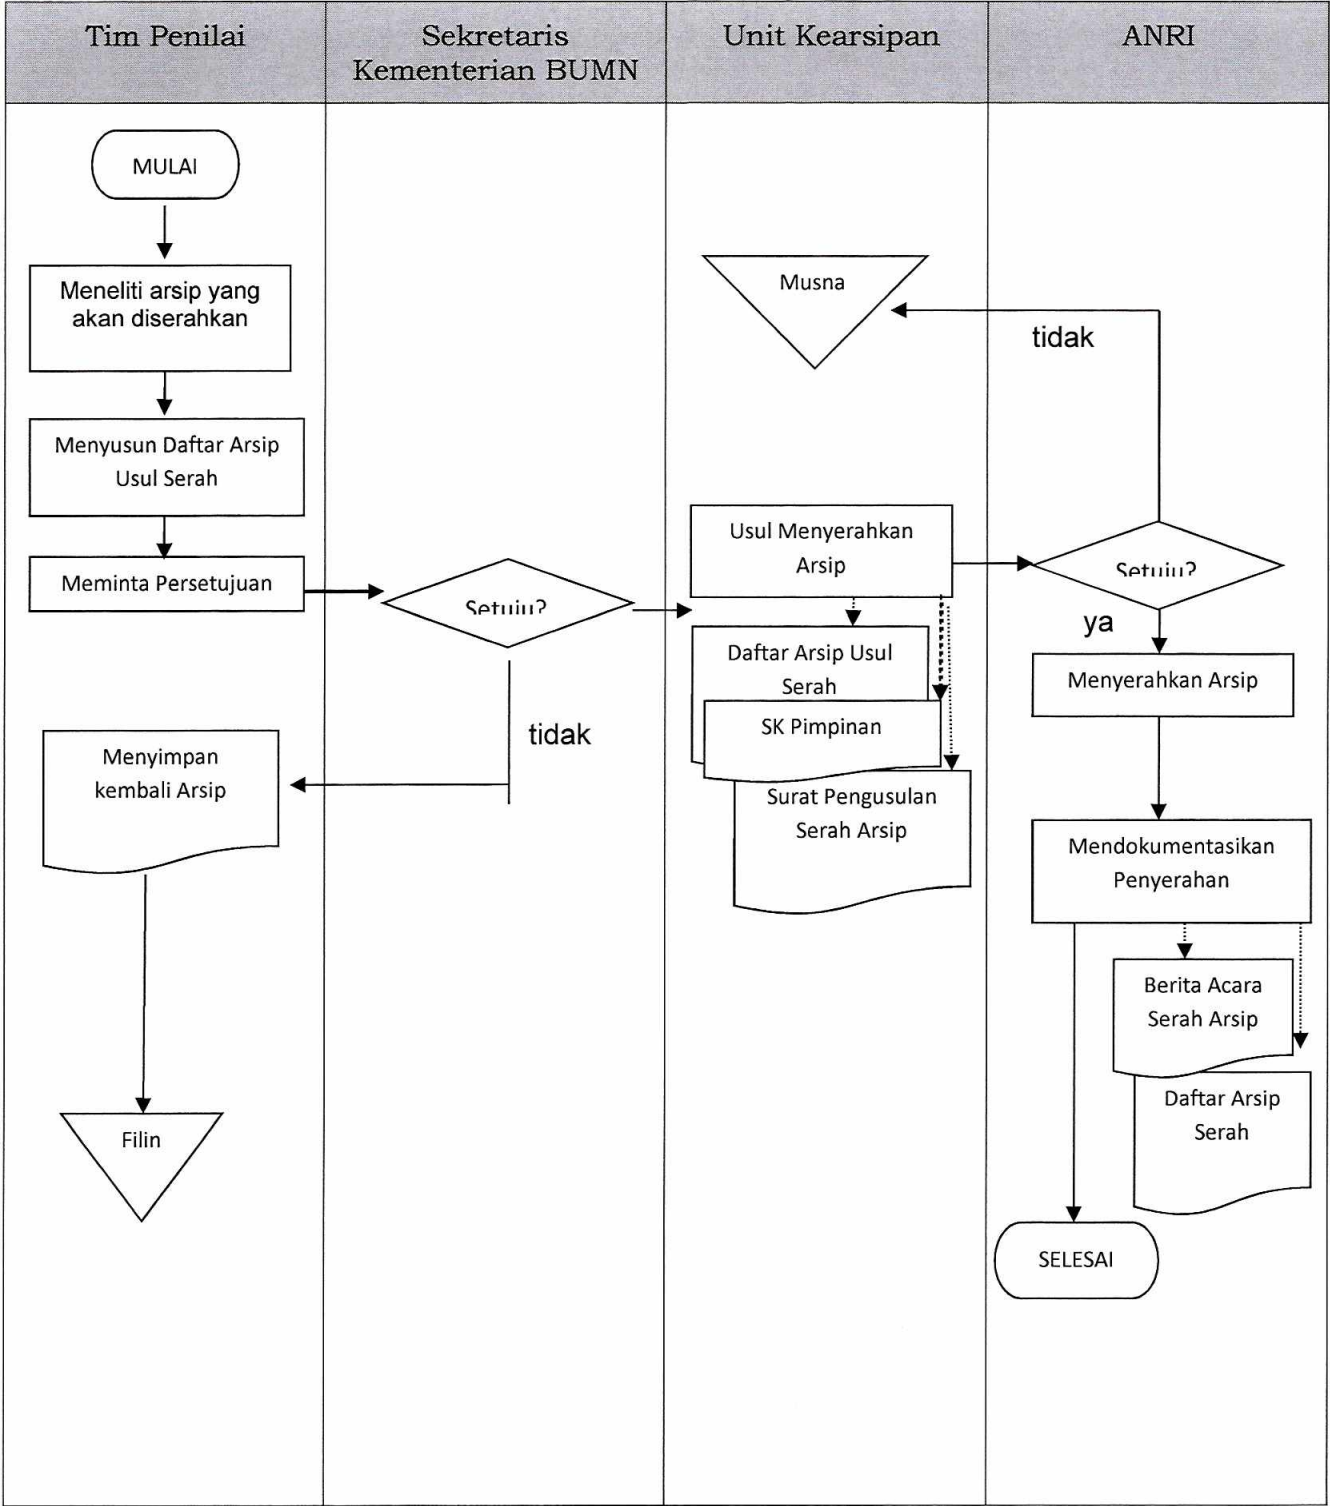 Tim Penilai
Sekretaris
Kementerian BUMN
Unit Kearsipan
ANRI
MULAI
Meneliti arsip yang
akan diserahkan
Menyusun Daftar Arsip
Usul Serah
Meminta Persetujuan
Setuju?
tidak
Menyimpan
kembali Arsip
Filin
Musna
Usul Menyerahkan
Arsip
Daftar Arsip Usul
Serah
SK Pimpinan
Surat Pengusulan
Serah Arsip
tidak
Setuju?
ya
Menyerahkan Arsip
Mendokumentasikan
Penyerahan
Berita Acara
Serah Arsip
Daftar Arsip
Serah
SELESAI